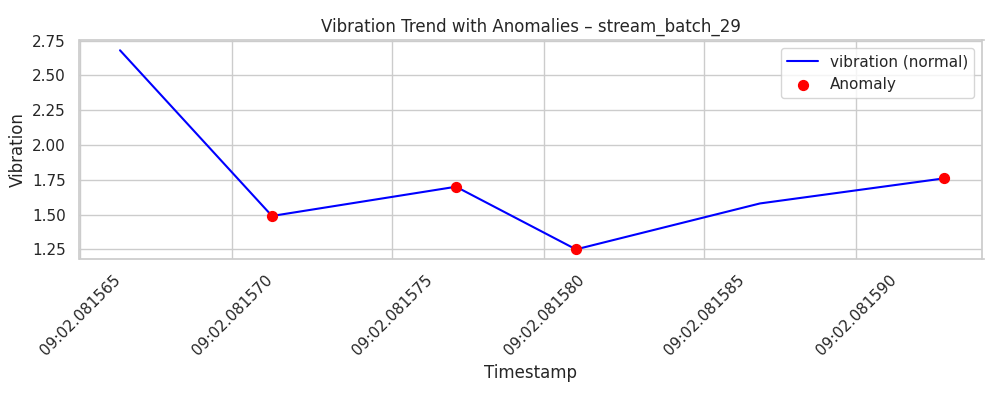 Vibration Trend with Anomalies – stream_batch_29
vibration (normal)
Anomaly
Vibration
2.75
2.50
2.25
2.00
1.75
1.50
1.25
09:02.081565
09:02.081570
09:02.081575
09:02.081580
09:02.081585
09:02.081590
Timestamp